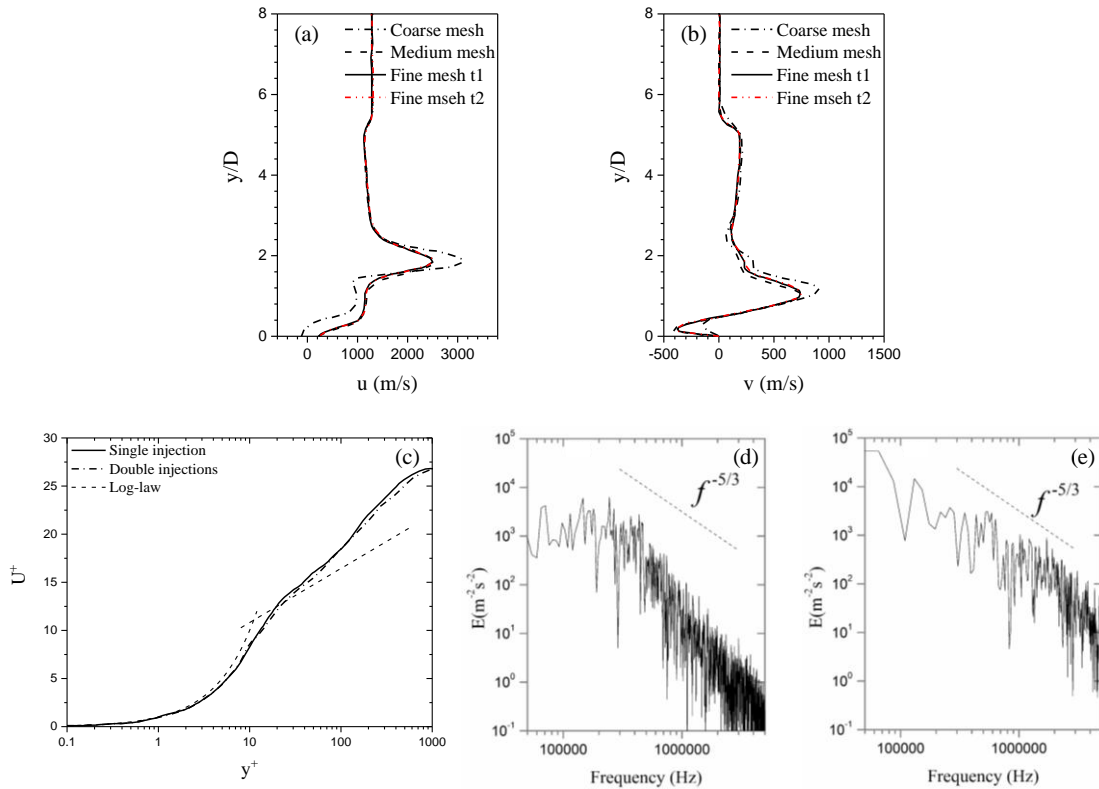 8
6
4
2
0
y/D
(a)
Coarse mesh
Medium mesh
Fine mesh t1
Fine mseh t2
0 1000 2000 3000
u (m/s)
8
6
4
2
0
y/D
(b)
Coarse mesh
Medium mesh
Fine mesh t1
Fine mseh t2
-500 0 500 1000 1500
v (m/s)
30
25
20
15
10
5
0
U+
Single injection
Double injections
Log-law
(c)
0.1 1 10 100 1000
y+
10^5
10^4
10^3
10^2
10^1
10^0
10^-1
E(m^-2s^-2)
(d)
f^-5/3
100000 1000000
Frequency (Hz)
10^5
10^4
10^3
10^2
10^1
10^0
10^-1
E(m^-2s^-2)
(e)
f^-5/3
100000 1000000
Frequency (Hz)